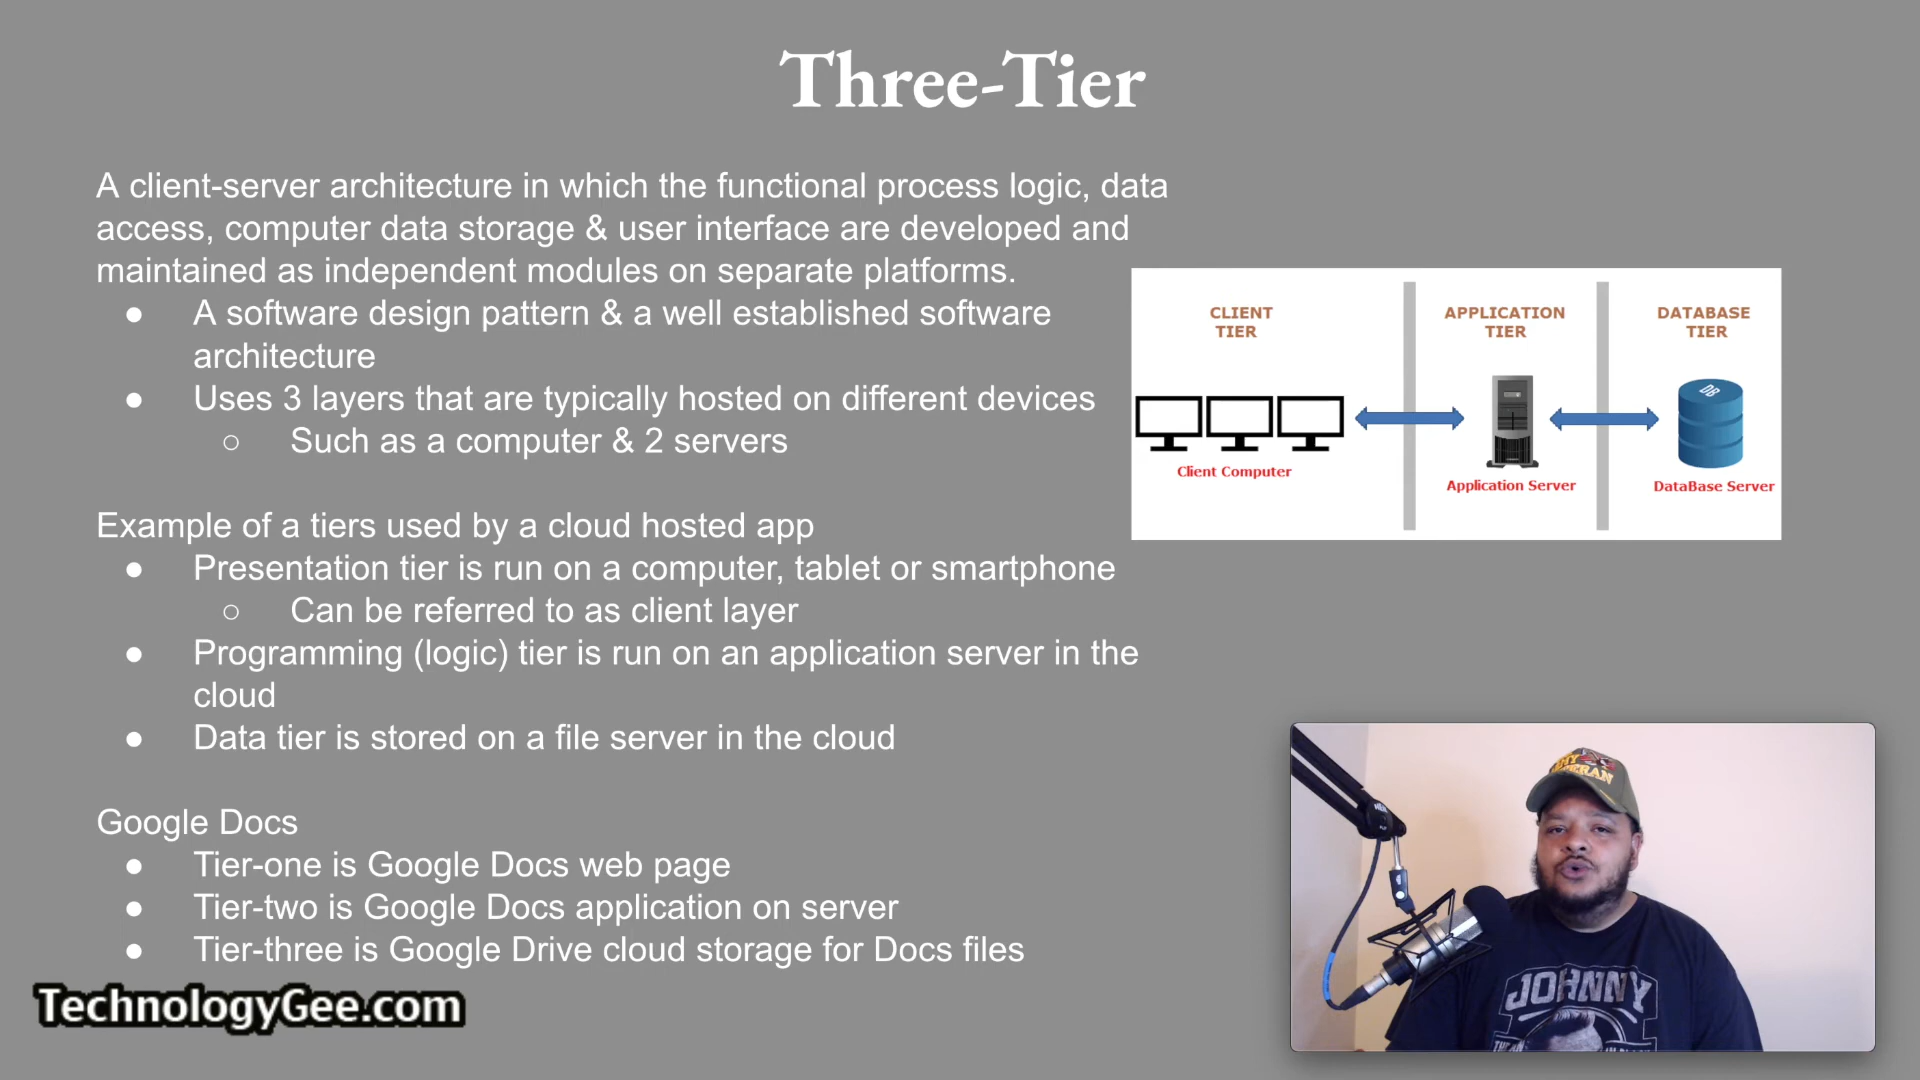 Three-Tier
A client-server architecture in which the functional process logic, data
access, computer data storage & user interface are developed and
maintained as independent modules on separate platforms.
● A software design pattern & a well established software
architecture
● Uses 3 layers that are typically hosted on different devices
○ Such as a computer & 2 servers
Example of a tiers used by a cloud hosted app
● Presentation tier is run on a computer, tablet or smartphone
○ Can be referred to as client layer
● Programming (logic) tier is run on an application server in the
cloud
● Data tier is stored on a file server in the cloud
Google Docs
● Tier-one is Google Docs web page
● Tier-two is Google Docs application on server
● Tier-three is Google Drive cloud storage for Docs files
CLIENT
TIER
APPLICATION
TIER
DATABASE
TIER
DB
Client Computer
Application Server
DataBase Server
VETERAN
JOHNNY
TechnologyGee.com